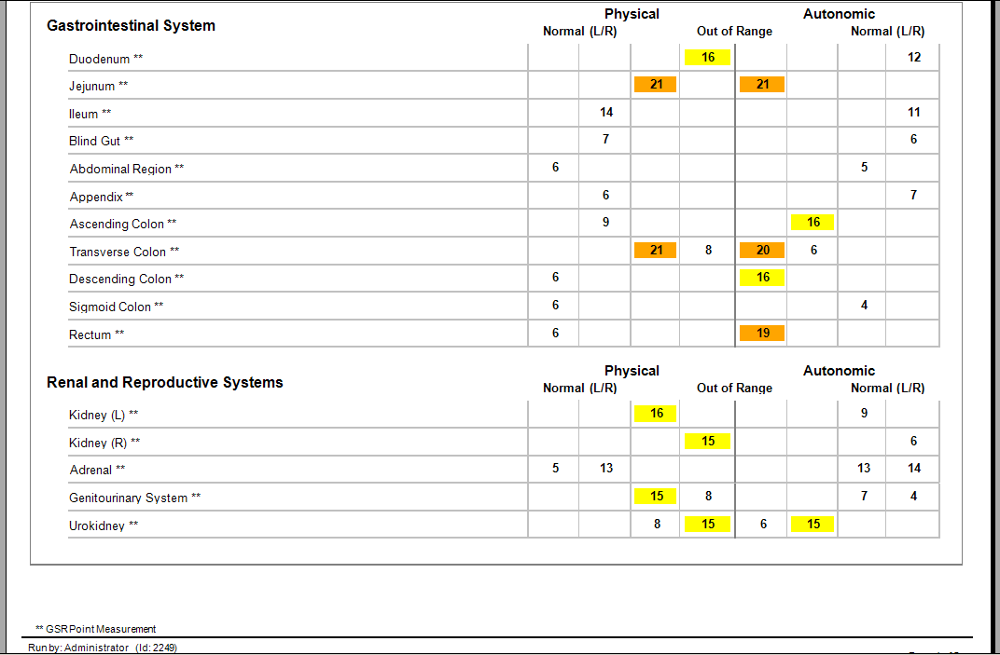 Physical Autonomic
Gastrointestinal System Normal (L/R) Out of Range Normal (L/R)
Duodenum ** 16 12
Jejunum ** 21 21
Ileum ** 14 11
Blind Gut ** 7 6
Abdominal Region ** 6 5
Appendix ** 6 7
Ascending Colon ** 9 16
Transverse Colon ** 21 8 20 6
Descending Colon ** 6 16
Sigmoid Colon ** 6 4
Rectum ** 6 19
Physical Autonomic
Renal and Reproductive Systems Normal (L/R) Out of Range Normal (L/R)
Kidney (L) ** 16 9
Kidney (R) ** 15 6
Adrenal ** 5 13 13 14
Genitourinary System ** 15 8 7 4
Urokidney ** 8 15 6 15
** GSR Point Measurement
Run by: Administrator (Id: 2249)